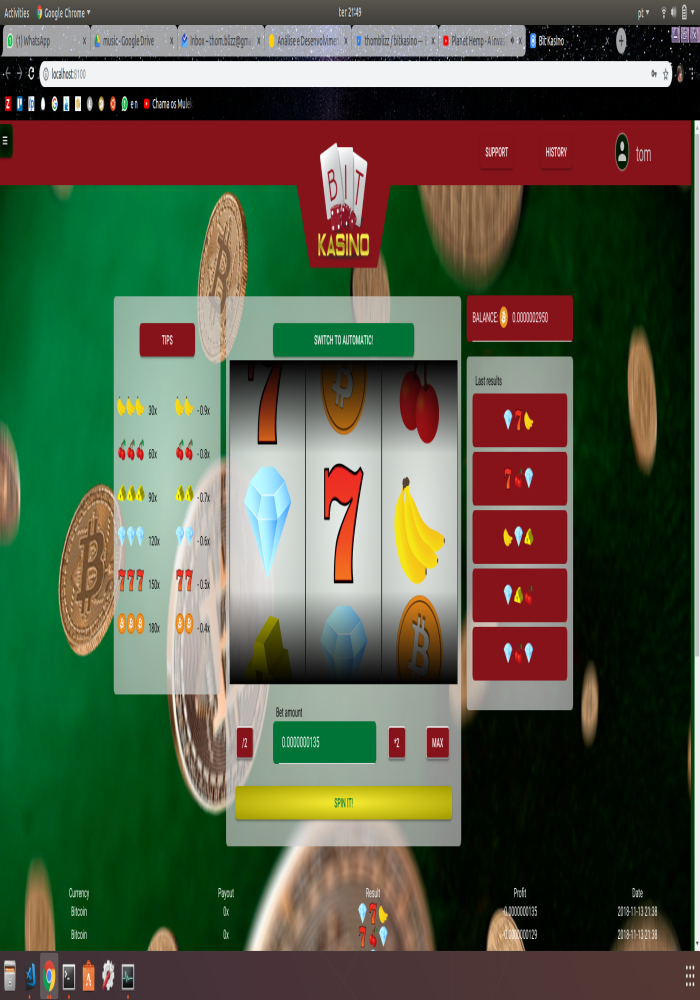 Activities Google Chrome ter 21:49 pt
(1) WhatsApp music - Google Drive Inbox - thom.blizz@gm Análise e Desenvolvimen thomblizz / bitkasino — Planet Hemp - A inva Bit Kasino
localhost:8100
en Chama os Mulek
SUPPORT HISTORY tom
BIT
KASINO
BALANCE: 0.0000002950
TIPS SWITCH TO AUTOMATIC!
Last results
30x -0.9x
60x -0.8x
90x -0.7x
120x -0.6x
150x -0.5x
180x -0.4x
Bet amount
/2 0.0000000135 *2 MAX
SPIN IT!
Currency Payout Result Profit Date
Bitcoin 0x -0.0000000135 2018-11-13 21:38
Bitcoin 0x -0.0000000129 2018-11-13 21:38